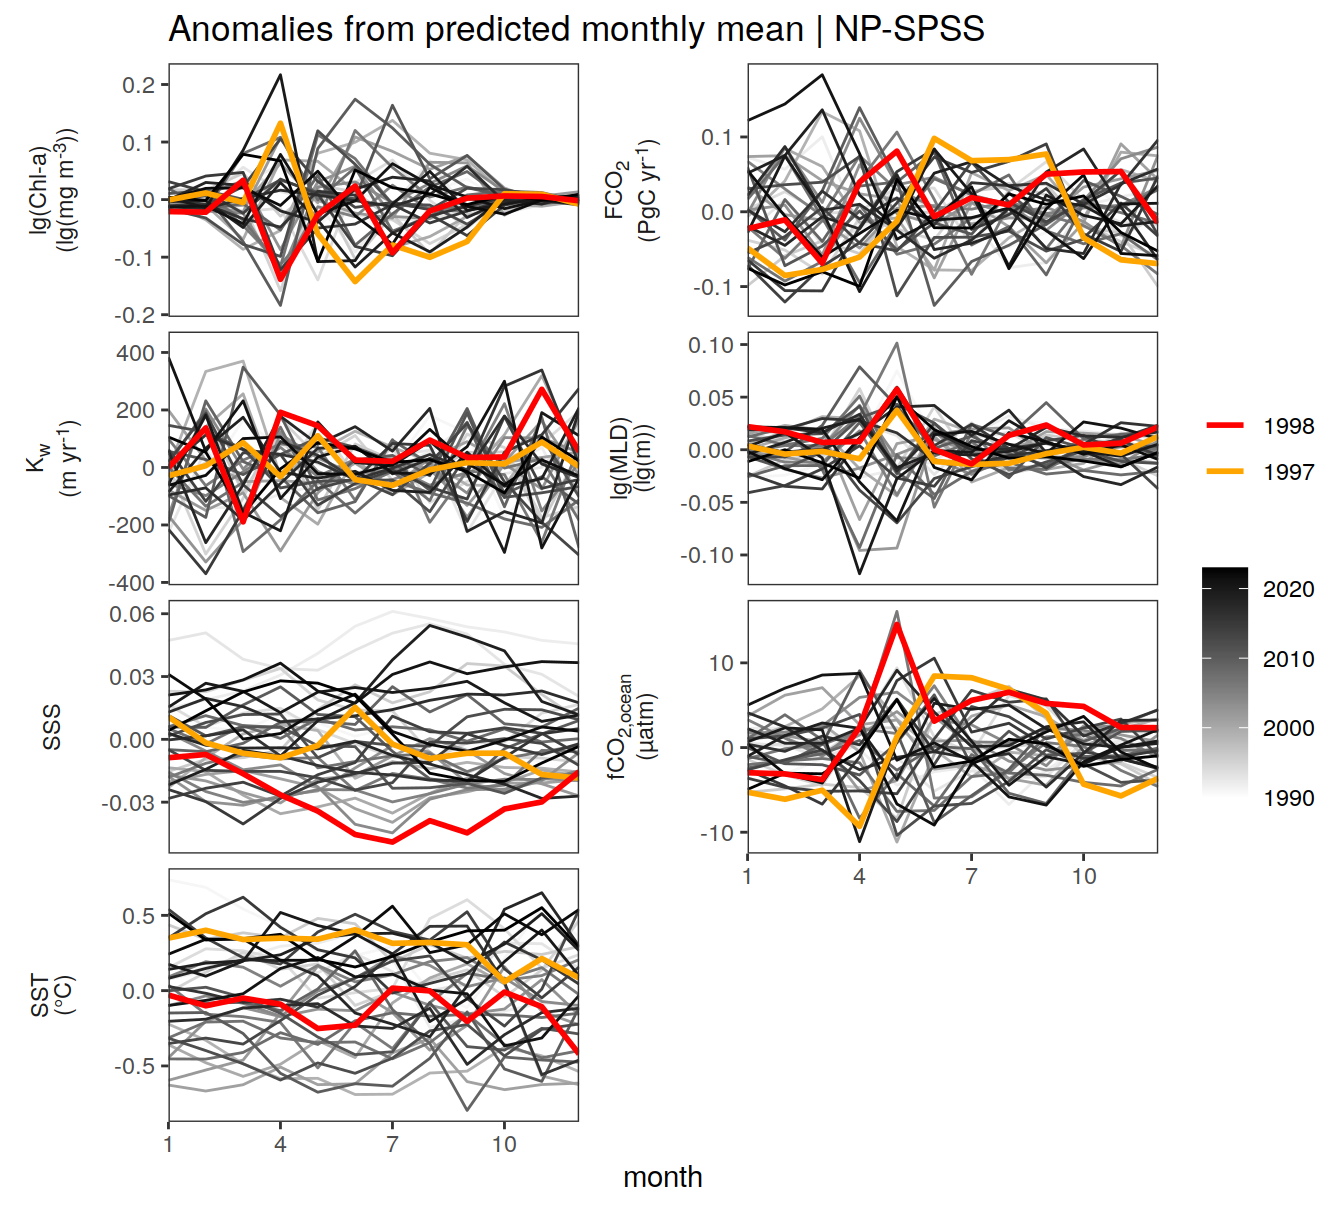 Anomalies from predicted monthly mean | NP-SPSS
lg(Chl-a)
(lg(mg m⁻³))
0.2
0.1
0.0
-0.1
-0.2
FCO₂
(PgC yr⁻¹)
0.1
0.0
-0.1
K_w
(m yr⁻¹)
400
200
0
-200
-400
lg(MLD)
(lg(m))
0.10
0.05
0.00
-0.05
-0.10
SSS
0.06
0.03
0.00
-0.03
fCO₂,ocean
(µatm)
10
0
-10
1 4 7 10
SST
(°C)
0.5
0.0
-0.5
1 4 7 10
month
1998
1997
2020
2010
2000
1990